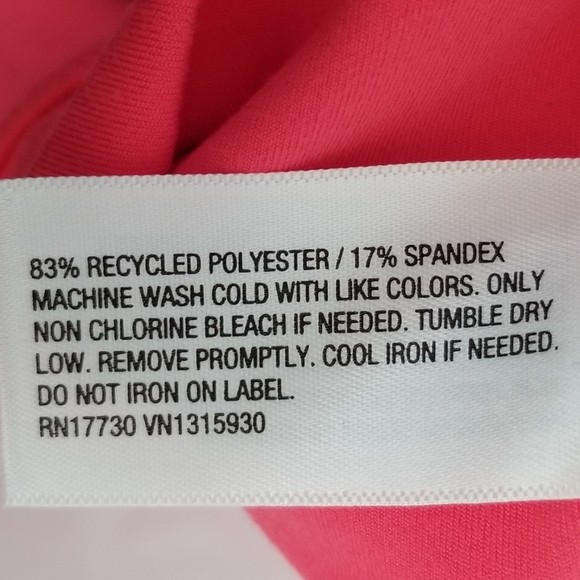 83% RECYCLED POLYESTER / 17% SPANDEX
MACHINE WASH COLD WITH LIKE COLORS. ONLY
NON CHLORINE BLEACH IF NEEDED. TUMBLE DRY
LOW. REMOVE PROMPTLY. COOL IRON IF NEEDED.
DO NOT IRON ON LABEL.
RN17730 VN1315930